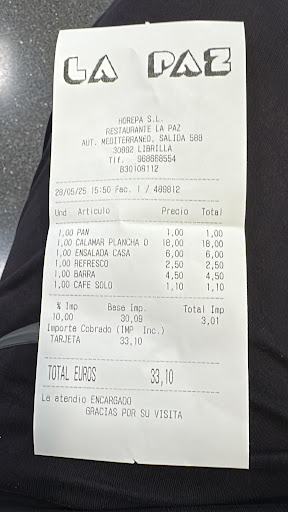 LA PAZ
HOREPA S.L.
RESTAURANTE LA PAZ
AUT. MEDITERRANEO, SALIDA 588
30892 LIBRILLA
Tlf. 968668554
B30109112
28/05/25 15:50 Fac. 1 / 489812
Und Artículo Precio Total
1,00 PAN 1,00 1,00
1,00 CALAMAR PLANCHA O 18,00 18,00
1,00 ENSALADA CASA 6,00 6,00
1,00 REFRESCO 2,50 2,50
1,00 BARRA 4,50 4,50
1,00 CAFE SOLO 1,10 1,10
% Imp Base Imp. Total Imp
10,00 30,09 3,01
Importe Cobrado (IMP Inc.)
TARJETA 33,10
TOTAL EUROS 33,10
Le atendio ENCARGADO
GRACIAS POR SU VISITA